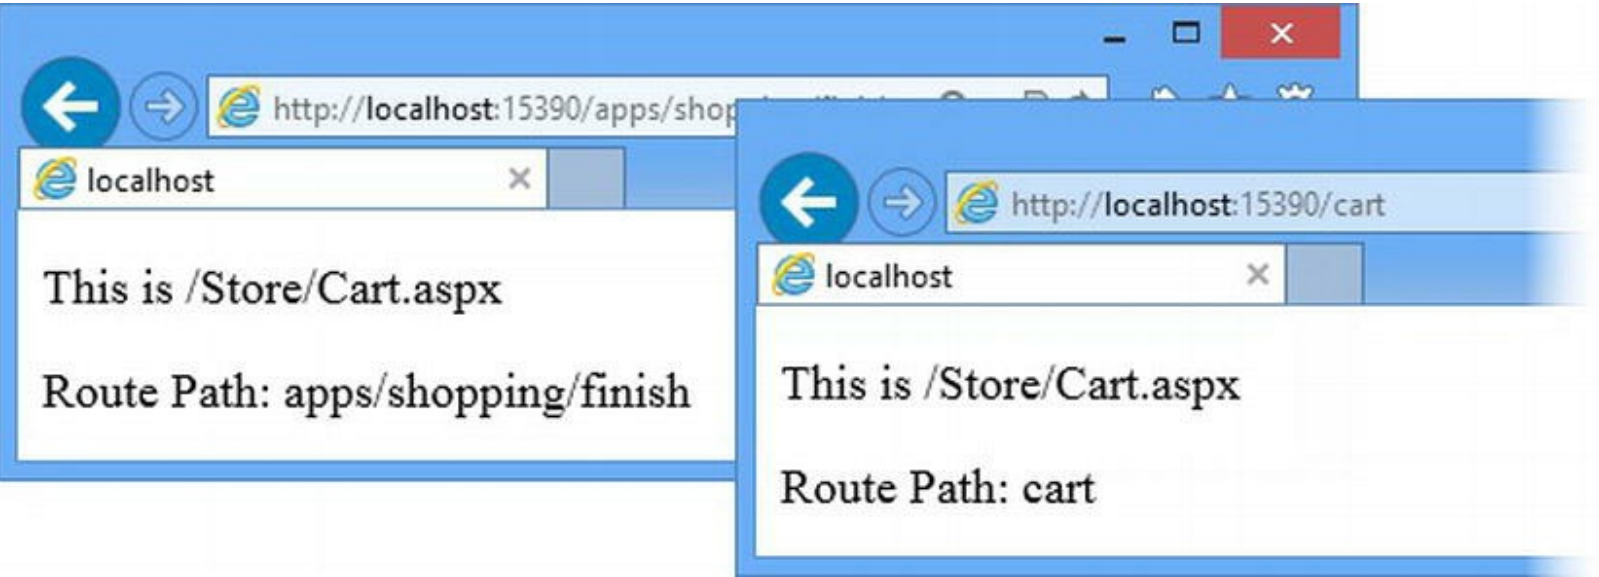 http://localhost:15390/apps/shop
localhost
This is /Store/Cart.aspx
Route Path: apps/shopping/finish
http://localhost:15390/cart
localhost
This is /Store/Cart.aspx
Route Path: cart